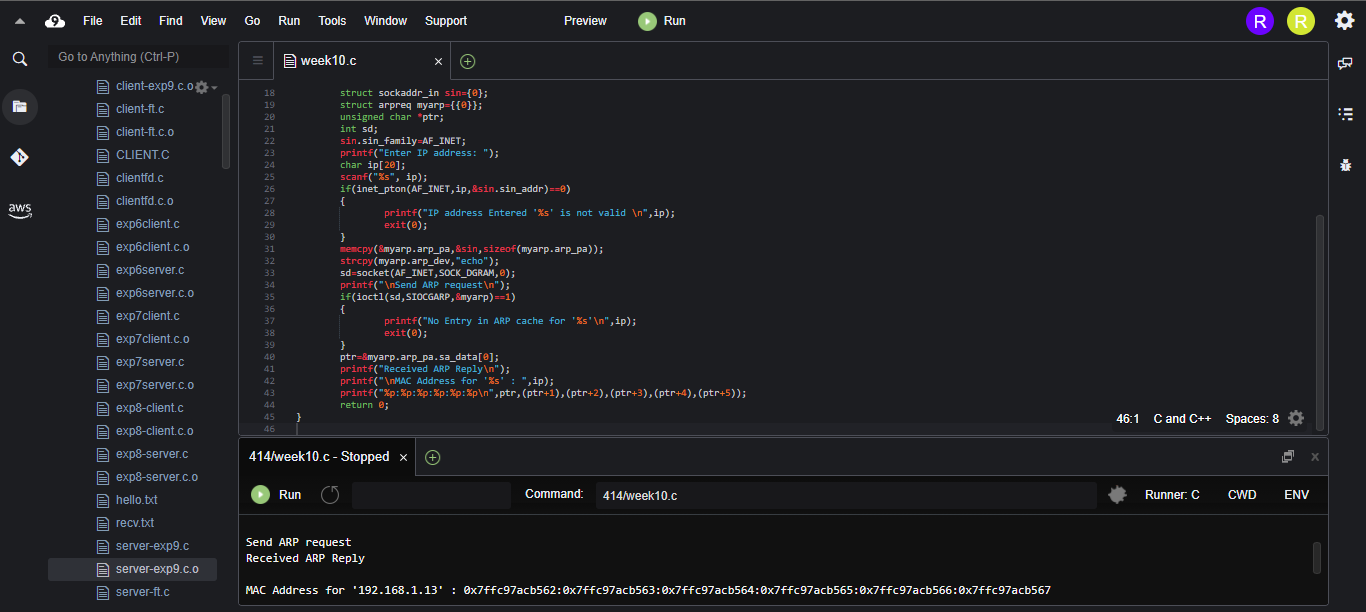 File Edit Find View Go Run Tools Window Support Preview Run R R
Go to Anything (Ctrl-P)
week10.c
client-exp9.c.o
client-ft.c
client-ft.c.o
CLIENT.C
clientfd.c
clientfd.c.o
exp6client.c
exp6client.c.o
exp6server.c
exp6server.c.o
exp7client.c
exp7client.c.o
exp7server.c
exp7server.c.o
exp8-client.c
exp8-client.c.o
exp8-server.c
exp8-server.c.o
hello.txt
recv.txt
server-exp9.c
server-exp9.c.o
server-ft.c
aws
18 struct sockaddr_in sin={0};
19 struct arpreq myarp={{0}};
20 unsigned char *ptr;
21 int sd;
22 sin.sin_family=AF_INET;
23 printf("Enter IP address: ");
24 char ip[20];
25 scanf("%s", ip);
26 if(inet_pton(AF_INET,ip,&sin.sin_addr)==0)
27 {
28 printf("IP address Entered '%s' is not valid \n",ip);
29 exit(0);
30 }
31 memcpy(&myarp.arp_pa,&sin,sizeof(myarp.arp_pa));
32 strcpy(myarp.arp_dev,"echo");
33 sd=socket(AF_INET,SOCK_DGRAM,0);
34 printf("\nSend ARP request\n");
35 if(ioctl(sd,SIOCGARP,&myarp)==1)
36 {
37 printf("No Entry in ARP cache for '%s'\n",ip);
38 exit(0);
39 }
40 ptr=&myarp.arp_pa.sa_data[0];
41 printf("Received ARP Reply\n");
42 printf("\nMAC Address for '%s' : ",ip);
43 printf("%p:%p:%p:%p:%p:%p\n",ptr,(ptr+1),(ptr+2),(ptr+3),(ptr+4),(ptr+5));
44 return 0;
45 }
46
46:1 C and C++ Spaces: 8
414/week10.c - Stopped
Run Command: 414/week10.c Runner: C CWD ENV
Send ARP request
Received ARP Reply
MAC Address for '192.168.1.13' : 0x7ffc97acb562:0x7ffc97acb563:0x7ffc97acb564:0x7ffc97acb565:0x7ffc97acb566:0x7ffc97acb567